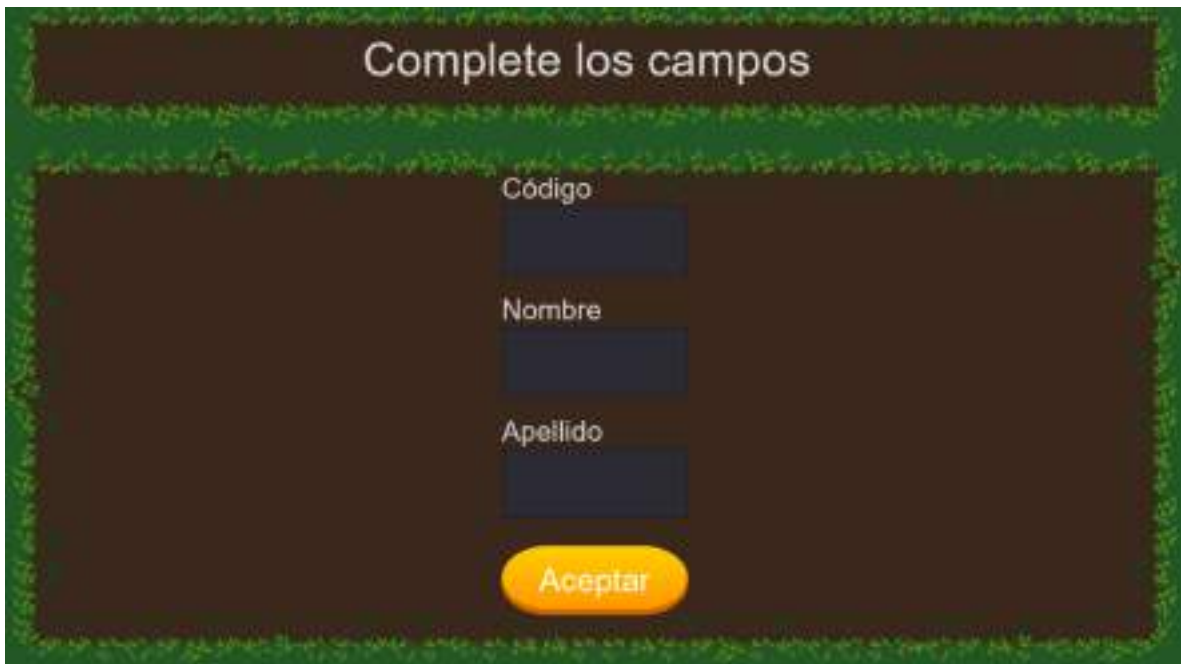 Complete los campos
Código
Nombre
Apellido
Aceptar